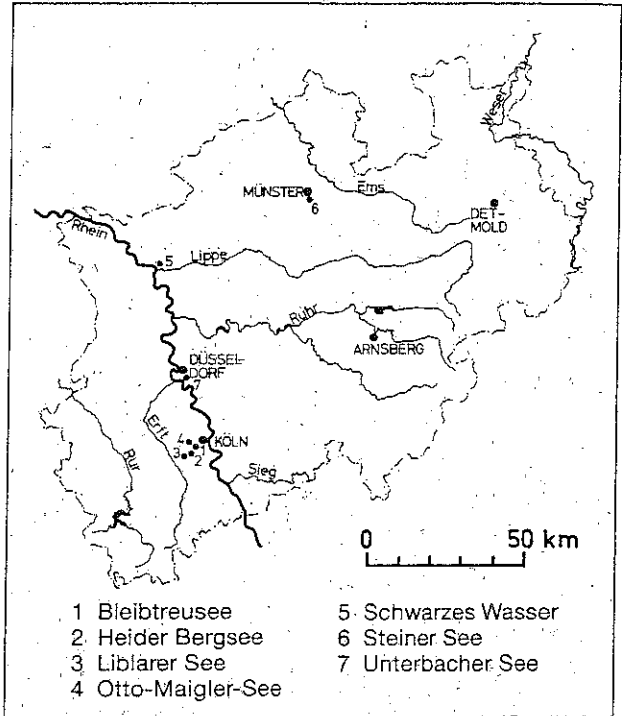 Weser
MÜNSTER
Ems
6
DET-
MOLD
Rhein
5
Lippe
Ruhr
ARNSBERG
DÜSSEL-
DORF
7
Erft
4
KÖLN
1
3
2
Rur
Sieg
0 50 km
1 Bleibtreusee
2 Heider Bergsee
3 Liblarer See
4 Otto-Maigler-See
5 Schwarzes Wasser
6 Steiner See
7 Unterbacher See